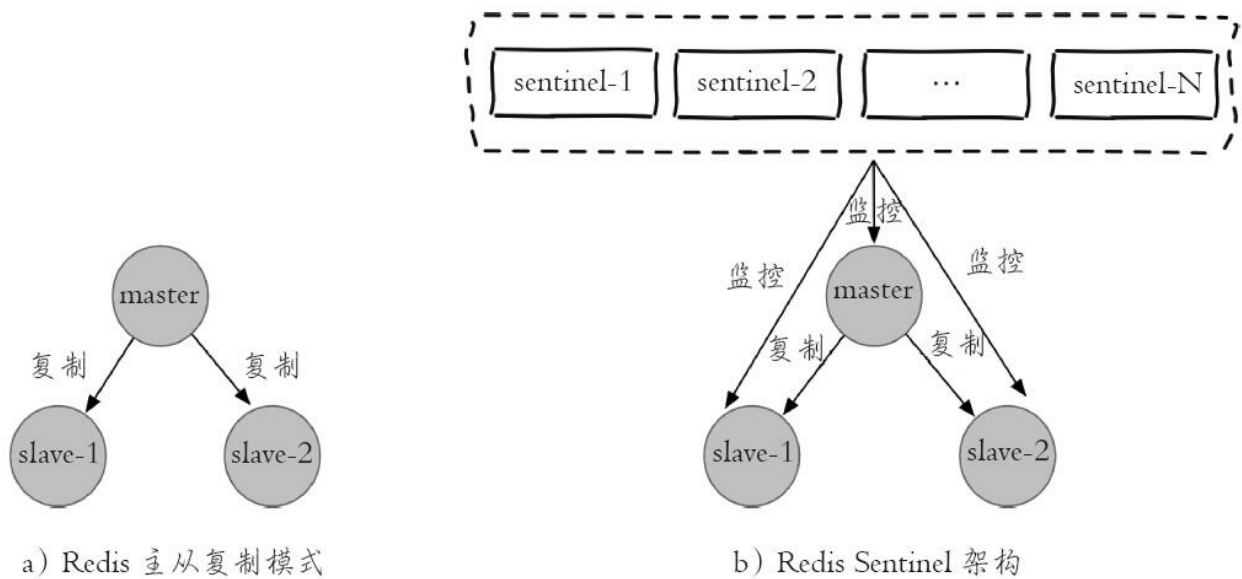 sentinel-1 sentinel-2 ··· sentinel-N
监控
监控 监控
master master
复制 复制 复制 复制
slave-1 slave-2 slave-1 slave-2
a）Redis 主从复制模式 b）Redis Sentinel 架构